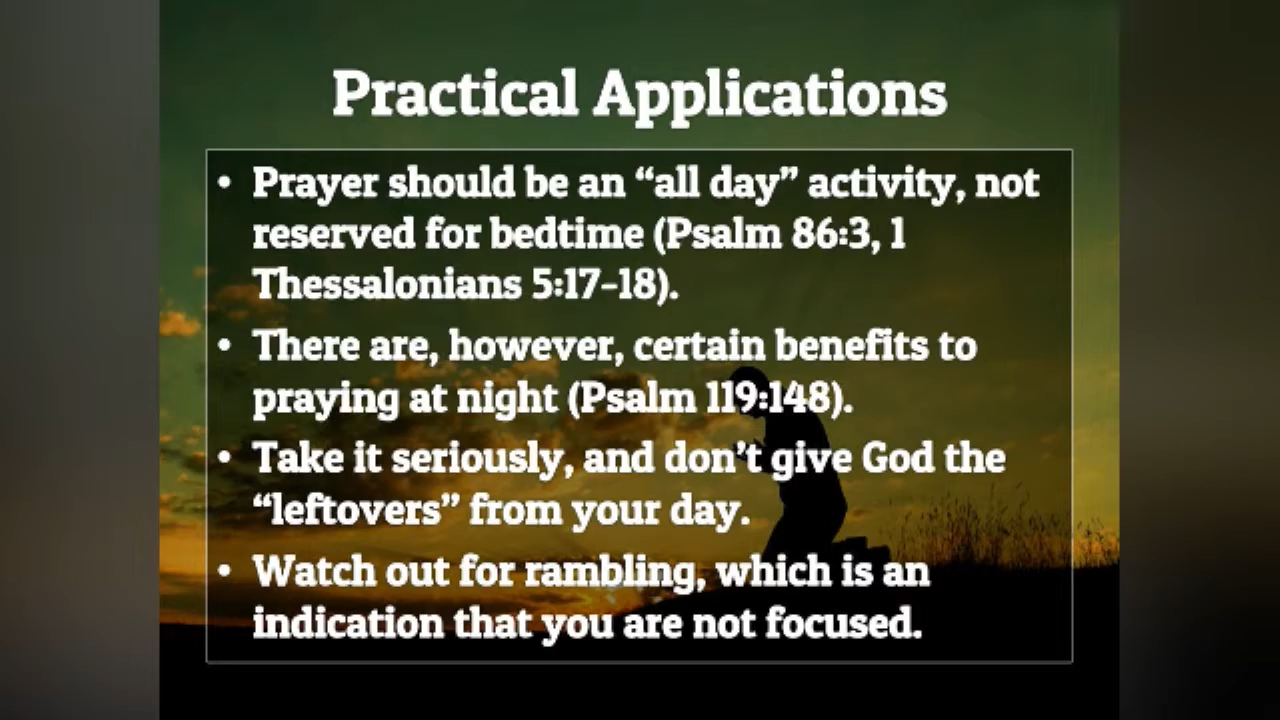 Practical Applications
• Prayer should be an “all day” activity, not
reserved for bedtime (Psalm 86:3, 1
Thessalonians 5:17-18).
• There are, however, certain benefits to
praying at night (Psalm 119:148).
• Take it seriously, and don’t give God the
“leftovers” from your day.
• Watch out for rambling, which is an
indication that you are not focused.